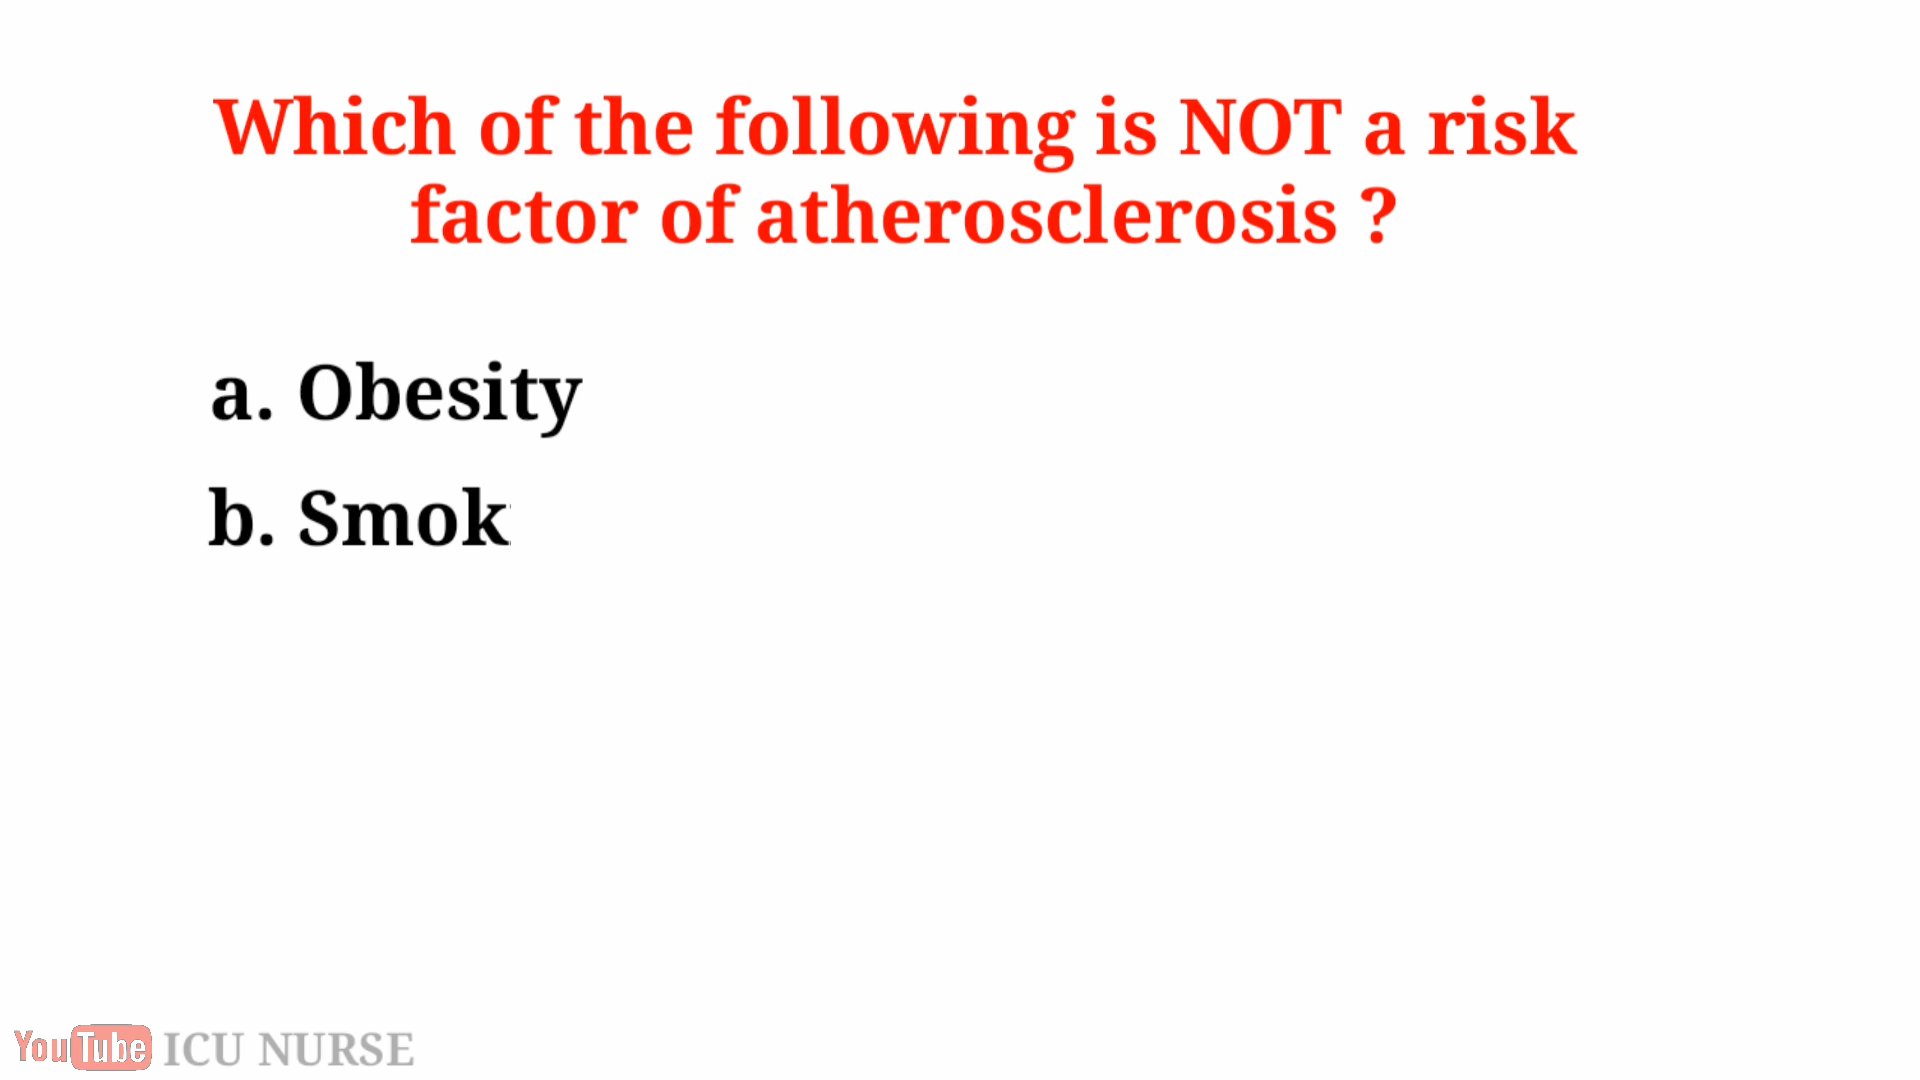 Which of the following is NOT a risk
factor of atherosclerosis ?
a. Obesity
b. Smok
YouTube ICU NURSE